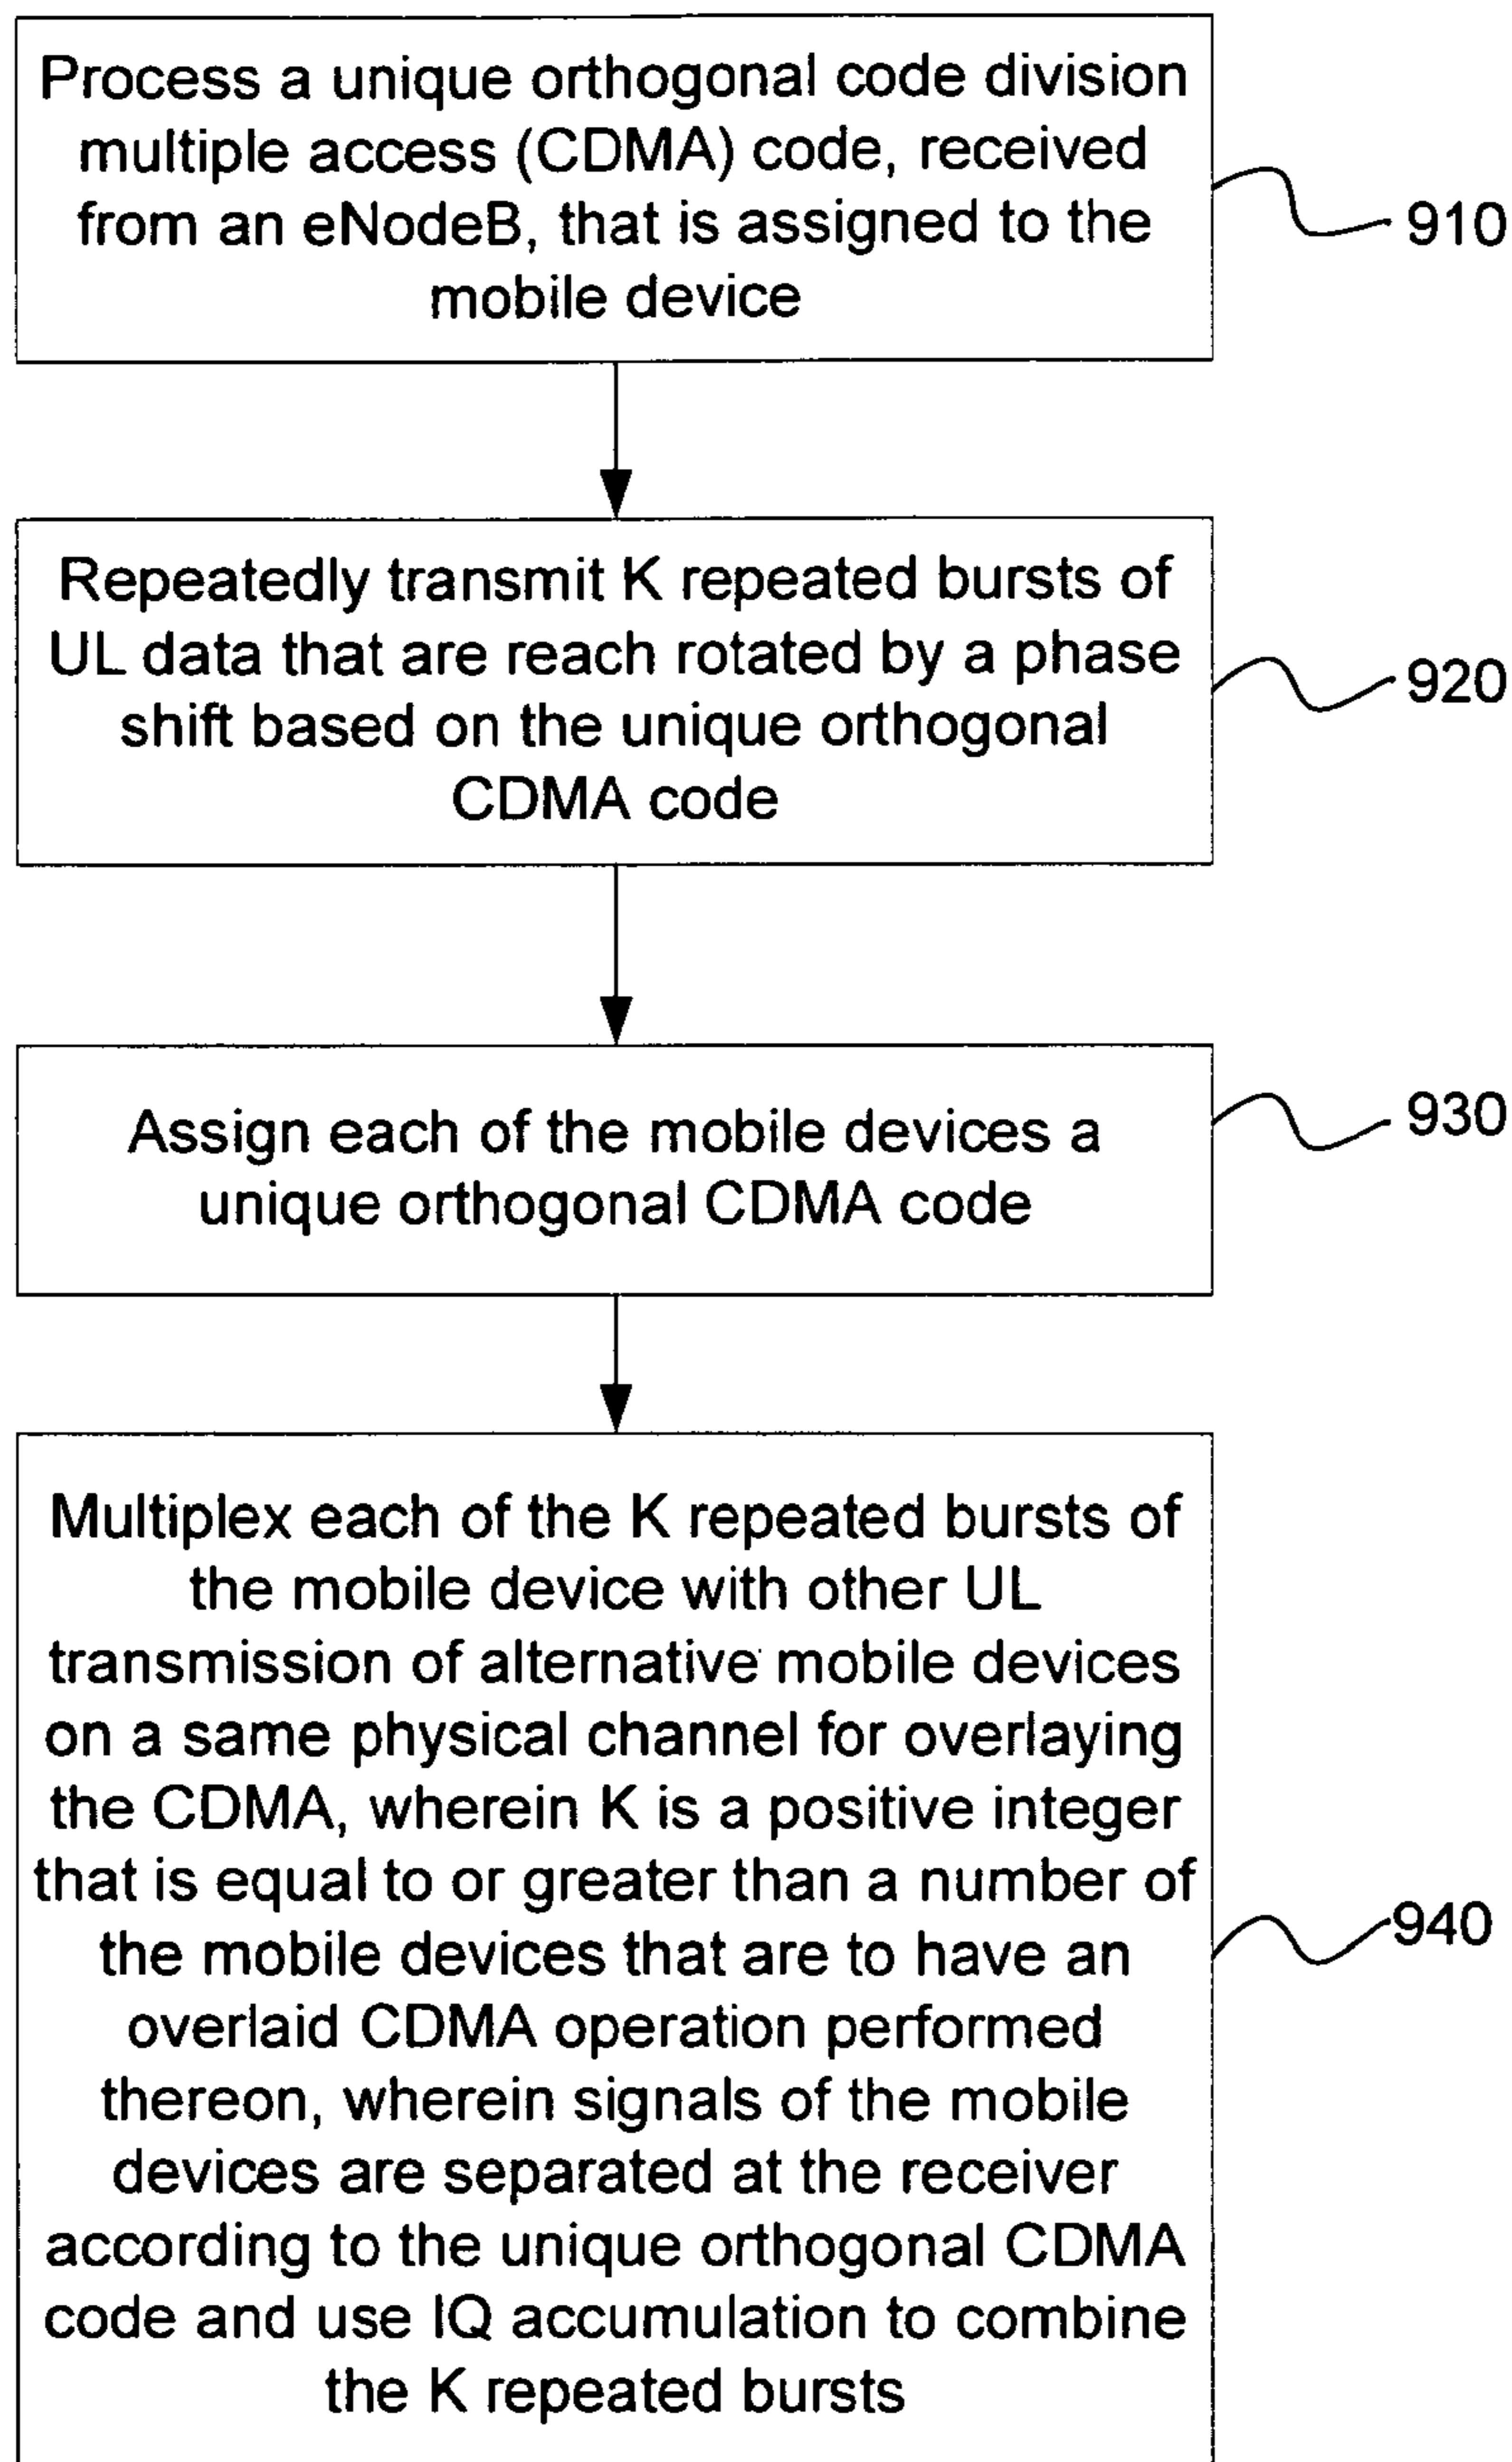 Process a unique orthogonal code division
multiple access (CDMA) code, received
from an eNodeB, that is assigned to the
mobile device
910
Repeatedly transmit K repeated bursts of
UL data that are reach rotated by a phase
shift based on the unique orthogonal
CDMA code
920
Assign each of the mobile devices a
unique orthogonal CDMA code
930
Multiplex each of the K repeated bursts of
the mobile device with other UL
transmission of alternative mobile devices
on a same physical channel for overlaying
the CDMA, wherein K is a positive integer
that is equal to or greater than a number of
the mobile devices that are to have an
overlaid CDMA operation performed
thereon, wherein signals of the mobile
devices are separated at the receiver
according to the unique orthogonal CDMA
code and use IQ accumulation to combine
the K repeated bursts
940